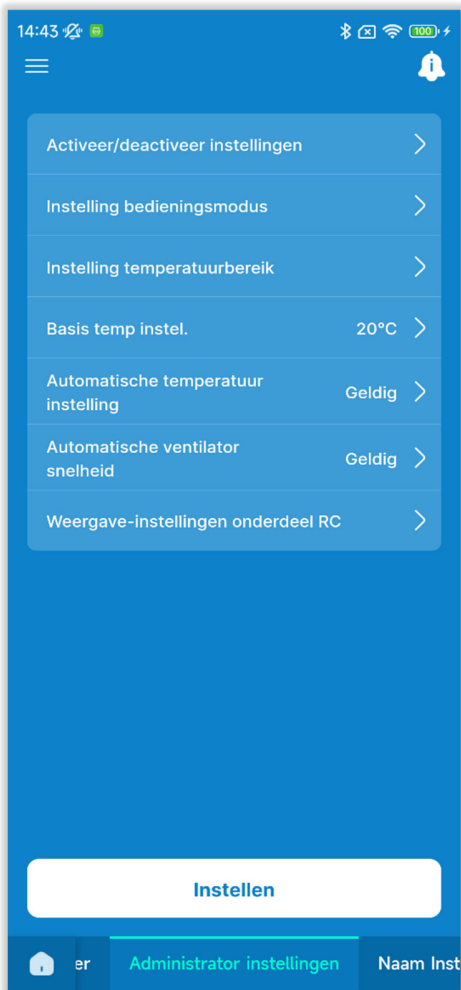 14:43
100
Activeer/deactiveer instellingen
Instelling bedieningsmodus
Instelling temperatuurbereik
Basis temp instel. 20°C
Automatische temperatuur
instelling
Geldig
Automatische ventilator
snelheid
Geldig
Weergave-instellingen onderdeel RC
Instellen
er Administrator instellingen Naam Inst